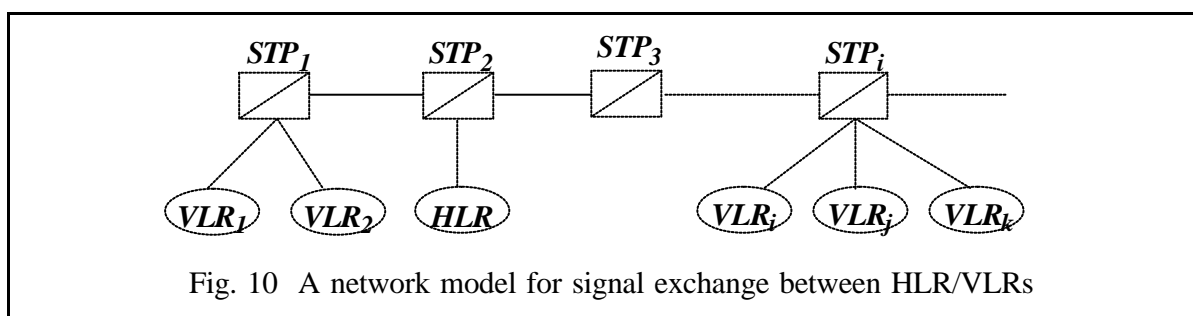 STP1 STP2 STP3 STPi
VLR1 VLR2 HLR VLRi VLRj VLRk
Fig. 10 A network model for signal exchange between HLR/VLRs